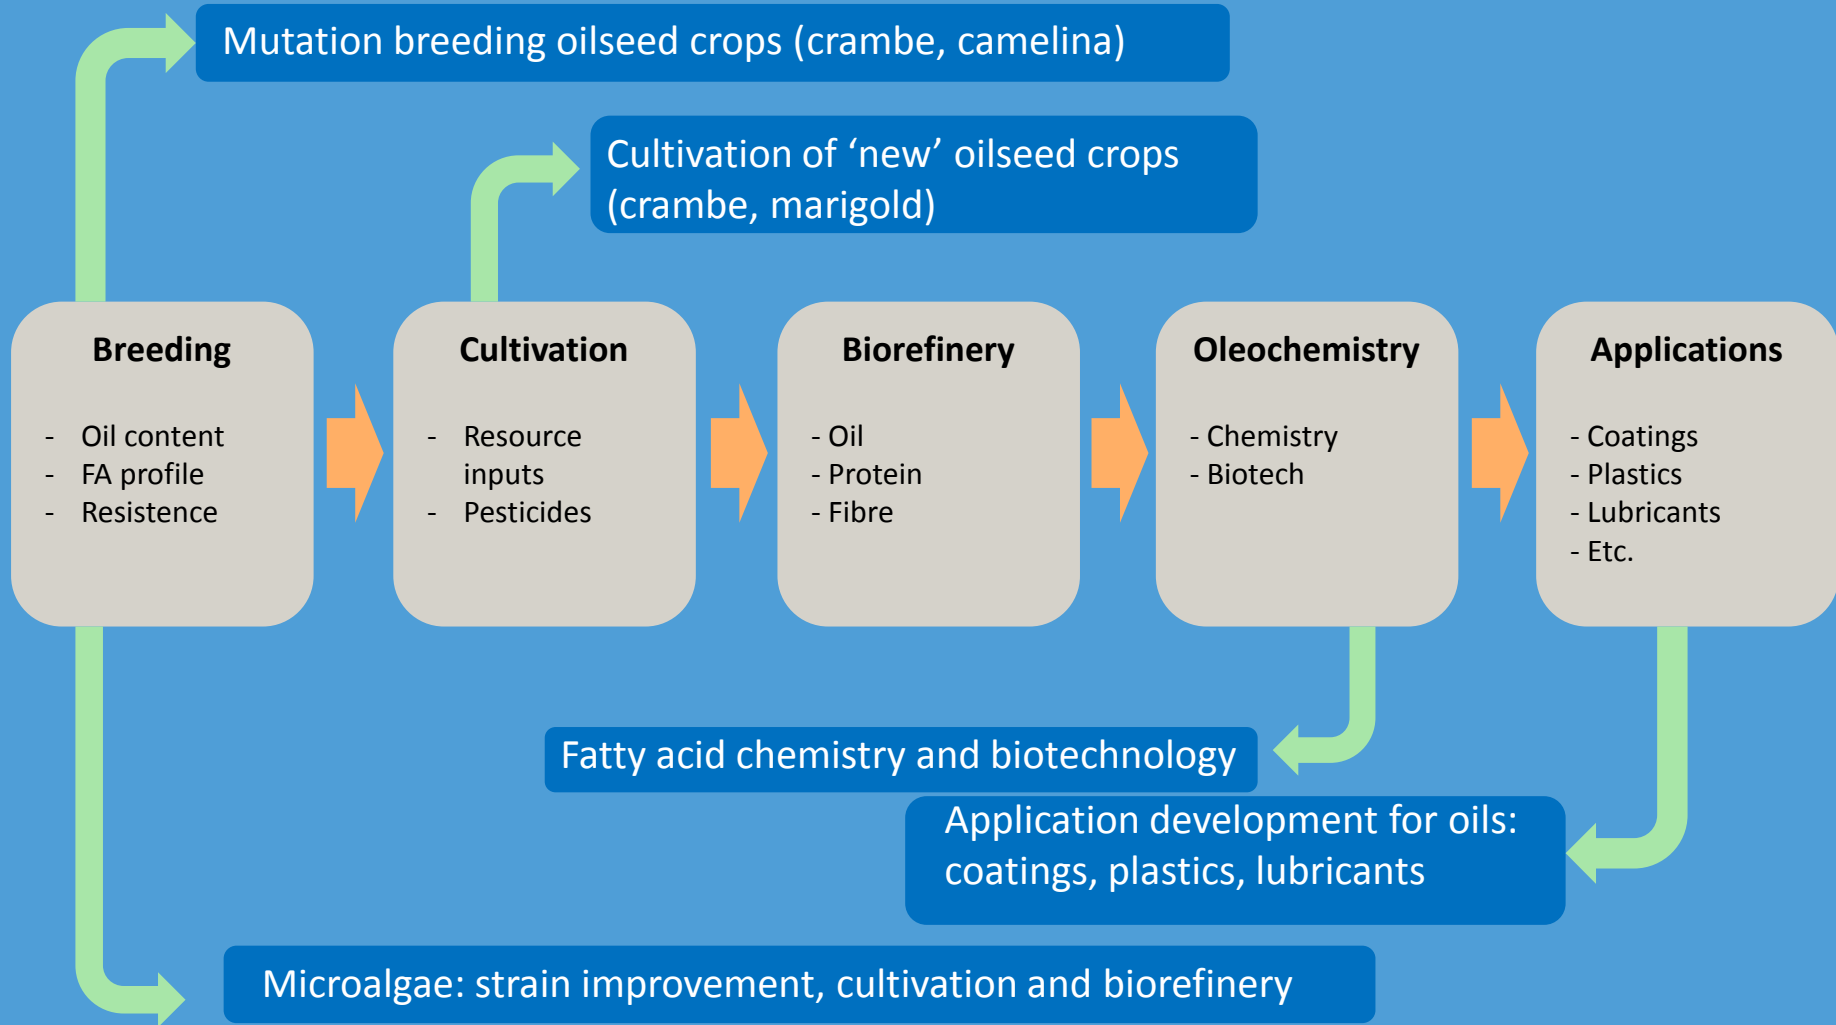 Mutation breeding oilseed crops (crambe, camelina)
Cultivation of ‘new’ oilseed crops
(crambe, marigold)
Breeding
- Oil content
- FA profile
- Resistence
Cultivation
- Resource
inputs
- Pesticides
Biorefinery
- Oil
- Protein
- Fibre
Oleochemistry
- Chemistry
- Biotech
Applications
- Coatings
- Plastics
- Lubricants
- Etc.
Fatty acid chemistry and biotechnology
Application development for oils:
coatings, plastics, lubricants
Microalgae: strain improvement, cultivation and biorefinery